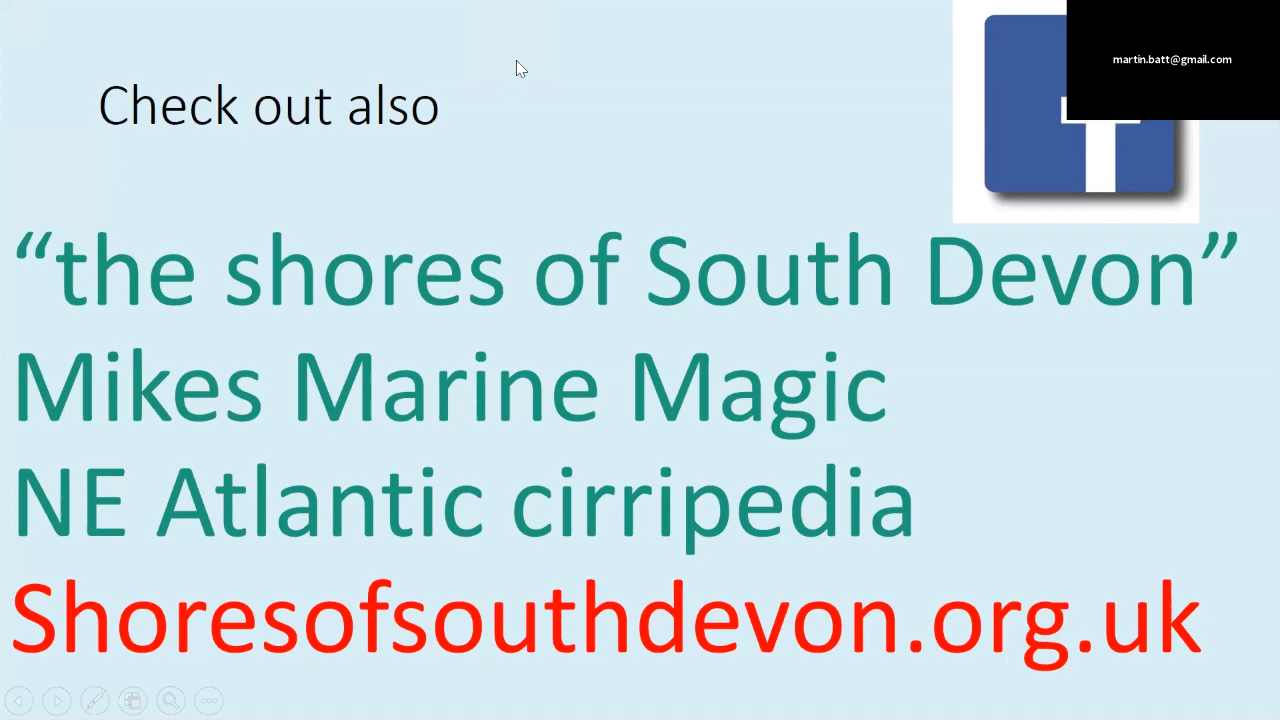 martin.batt@gmail.com
Check out also
“the shores of South Devon”
Mikes Marine Magic
NE Atlantic cirripedia
Shoresofsouthdevon.org.uk